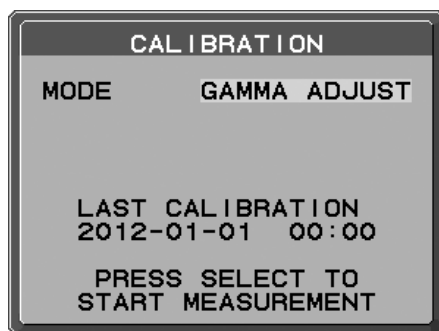 CALIBRATION
MODE GAMMA ADJUST
LAST CALIBRATION
2012-01-01 00:00
PRESS SELECT TO
START MEASUREMENT